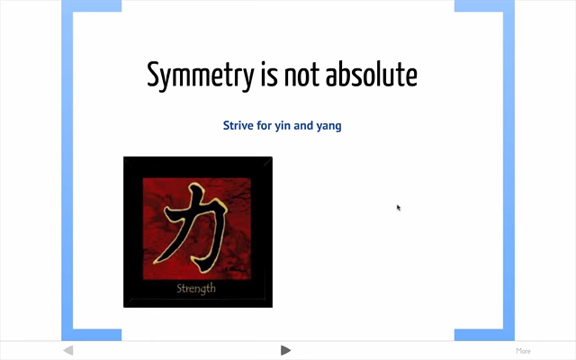 Symmetry is not absolute
Strive for yin and yang
力
Strength
More